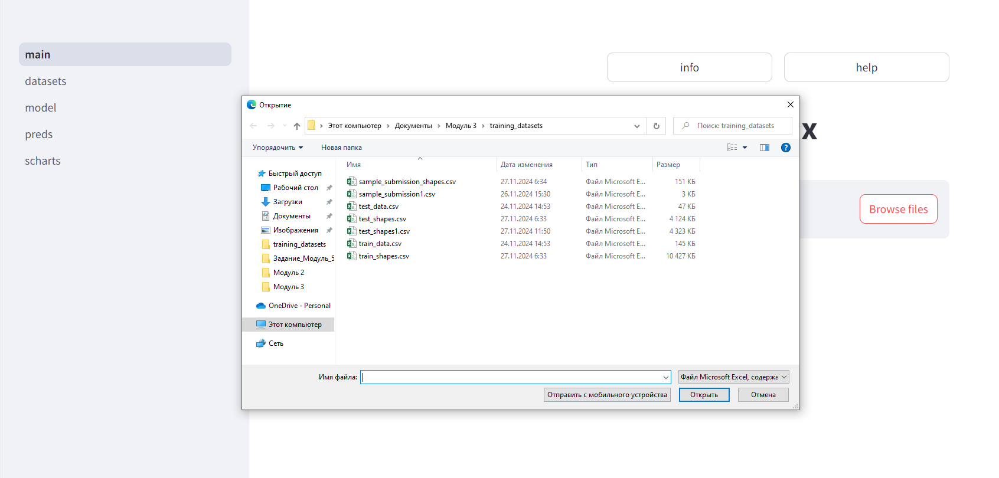 main
datasets
model
preds
scharts
info
help
х
Browse files
Открытие
Этот компьютер › Документы › Модуль 3 › training_datasets
Поиск: training_datasets
Упорядочить
Новая папка
Быстрый доступ
Рабочий стол
Загрузки
Документы
Изображения
training_datasets
Задание_Модуль_5
Модуль 2
Модуль 3
OneDrive - Personal
Этот компьютер
Сеть
Имя Дата изменения Тип Размер
sample_submission_shapes.csv 27.11.2024 6:34 Файл Microsoft E... 151 КБ
sample_submission1.csv 26.11.2024 15:30 Файл Microsoft E... 3 КБ
test_data.csv 24.11.2024 14:53 Файл Microsoft E... 47 КБ
test_shapes.csv 27.11.2024 6:33 Файл Microsoft E... 4 124 КБ
test_shapes1.csv 27.11.2024 11:50 Файл Microsoft E... 4 323 КБ
train_data.csv 24.11.2024 14:53 Файл Microsoft E... 145 КБ
train_shapes.csv 27.11.2024 6:33 Файл Microsoft E... 10 427 КБ
Имя файла:
Файл Microsoft Excel, содержа
Отправить с мобильного устройства
Открыть
Отмена